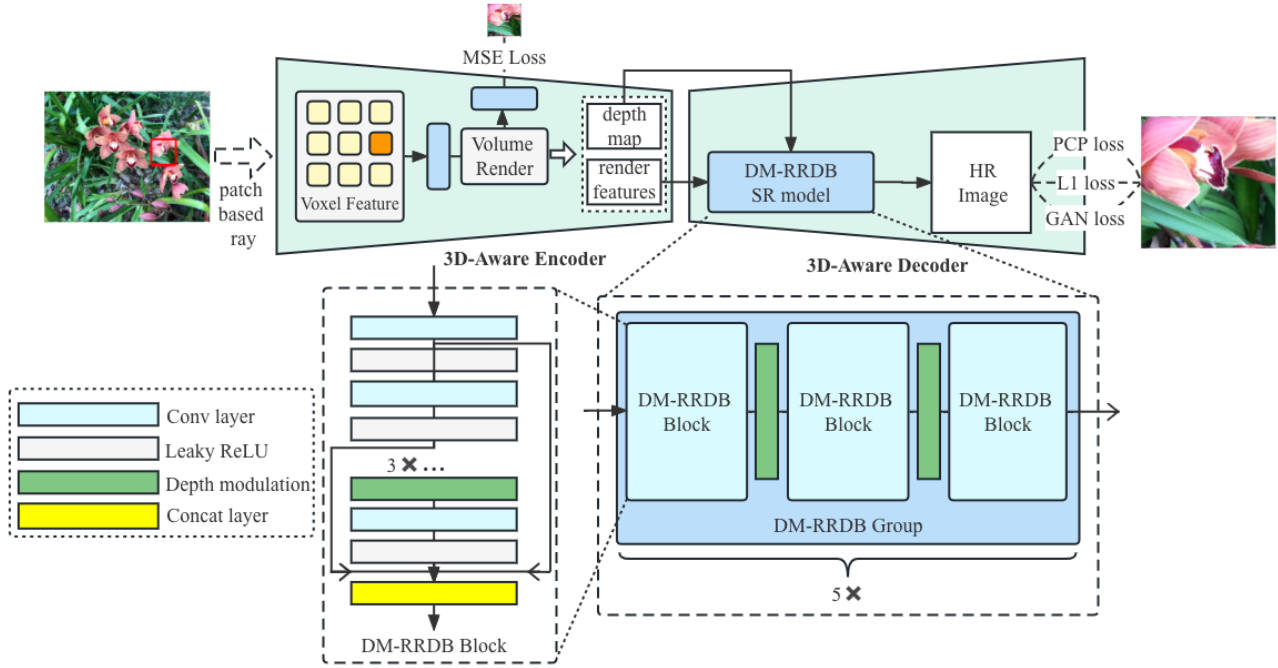 MSE Loss
patch
based
ray
Voxel Feature
Volume
Render
depth
map
render
features
DM-RRDB
SR model
HR
Image
PCP loss
L1 loss
GAN loss
3D-Aware Encoder
3D-Aware Decoder
Conv layer
Leaky ReLU
Depth modulation
Concat layer
3 ✖ ...
DM-RRDB Block
DM-RRDB
Block
DM-RRDB
Block
DM-RRDB
Block
DM-RRDB Group
5 ✖